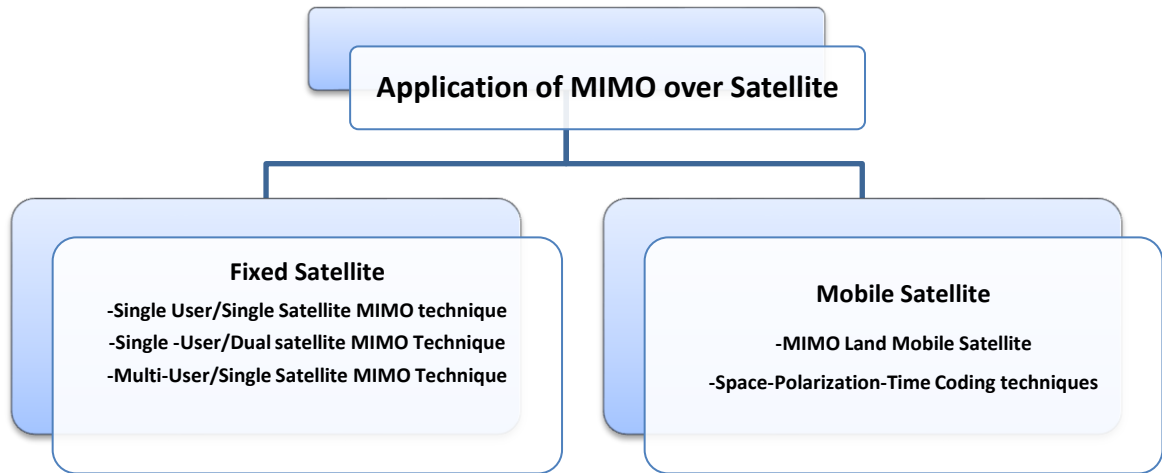 Application of MIMO over Satellite
Fixed Satellite
-Single User/Single Satellite MIMO technique
-Single -User/Dual satellite MIMO Technique
-Multi-User/Single Satellite MIMO Technique
Mobile Satellite
-MIMO Land Mobile Satellite
-Space-Polarization-Time Coding techniques